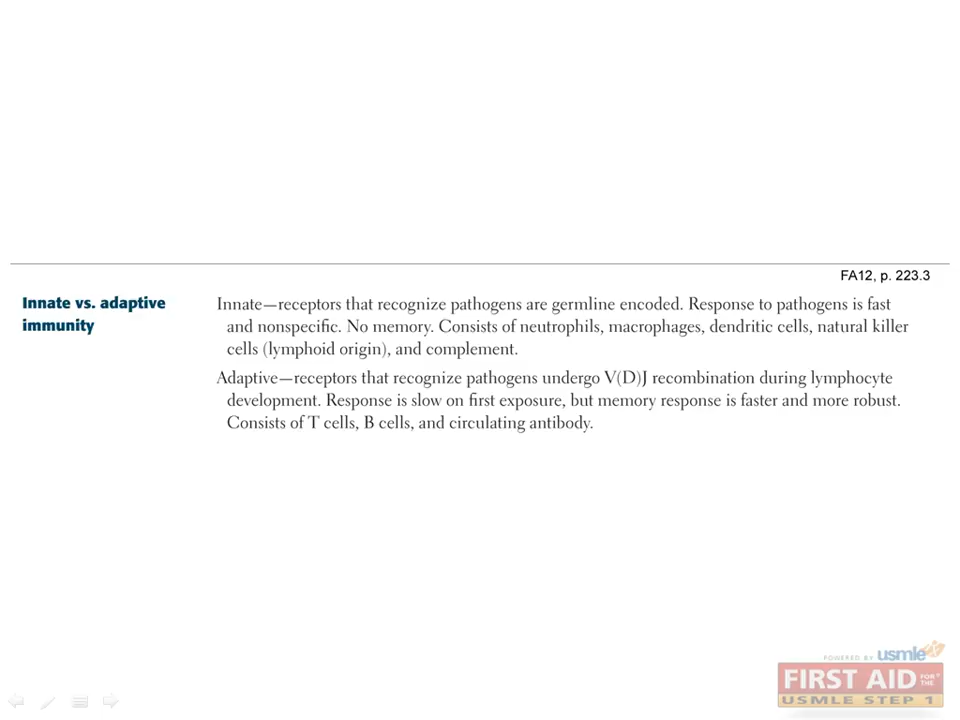 FA12, p. 223.3
Innate vs. adaptive
immunity
Innate—receptors that recognize pathogens are germline encoded. Response to pathogens is fast
and nonspecific. No memory. Consists of neutrophils, macrophages, dendritic cells, natural killer
cells (lymphoid origin), and complement.
Adaptive—receptors that recognize pathogens undergo V(D)J recombination during lymphocyte
development. Response is slow on first exposure, but memory response is faster and more robust.
Consists of T cells, B cells, and circulating antibody.
POWERED BY usmle
FIRST AID FOR THE
USMLE STEP 1